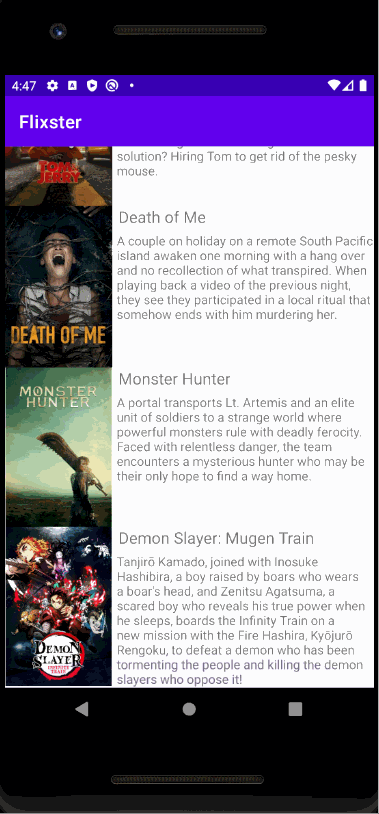 4:47
Flixster
TOM
JERRY
solution? Hiring Tom to get rid of the pesky
mouse.
Death of Me
A couple on holiday on a remote South Pacific
island awaken one morning with a hang over
and no recollection of what transpired. When
playing back a video of the previous night,
they see they participated in a local ritual that
somehow ends with him murdering her.
DEATH OF ME
Monster Hunter
A portal transports Lt. Artemis and an elite
unit of soldiers to a strange world where
powerful monsters rule with deadly ferocity.
Faced with relentless danger, the team
encounters a mysterious hunter who may be
their only hope to find a way home.
MONSTER
HUNTER
Demon Slayer: Mugen Train
Tanjirō Kamado, joined with Inosuke
Hashibira, a boy raised by boars who wears
a boar's head, and Zenitsu Agatsuma, a
scared boy who reveals his true power when
he sleeps, boards the Infinity Train on a
new mission with the Fire Hashira, Kyōjurō
Rengoku, to defeat a demon who has been
tormenting the people and killing the demon
slayers who oppose it!
DEMON
SLAYER